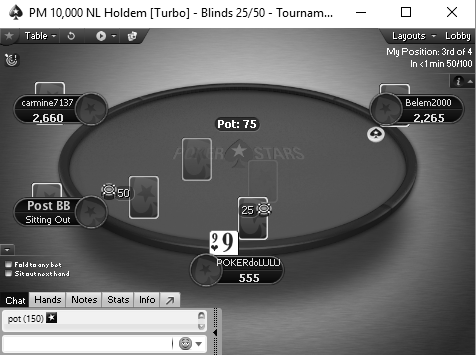 PM 10,000 NL Holdem [Turbo] - Blinds 25/50 - Tournam...
Table
Layouts
Lobby
My Position: 3rd of 4
In <1 min 50/100
carmine7137
2,660
Belem2000
2,265
Pot: 75
POKER STARS
50
Post BB
Sitting Out
25
9
9
POKERdoLULU
555
Fold to any bet
Sit out next hand
Chat
Hands
Notes
Stats
Info
pot (150)